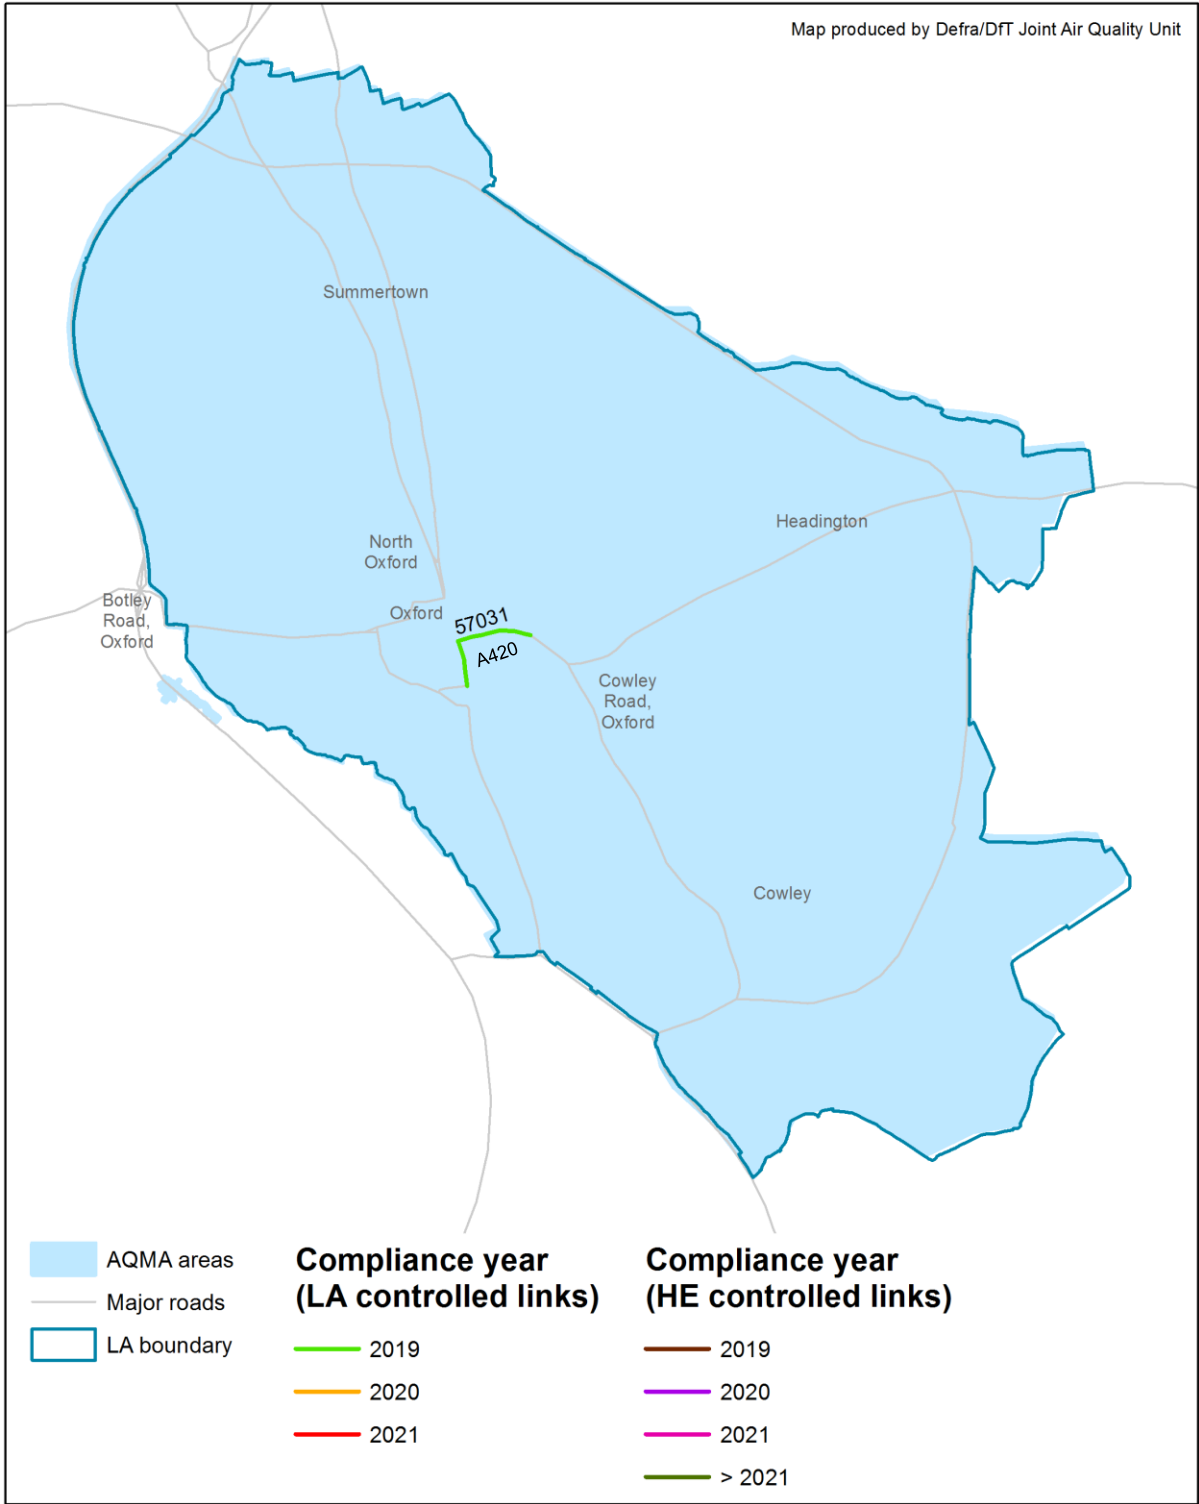 Map produced by Defra/DfT Joint Air Quality Unit
Summertown
Headington
North
Oxford
Botley
Road,
Oxford
Oxford
57031
A420
Cowley
Road,
Oxford
Cowley
AQMA areas
Major roads
LA boundary
Compliance year
(LA controlled links)
2019
2020
2021
Compliance year
(HE controlled links)
2019
2020
2021
> 2021